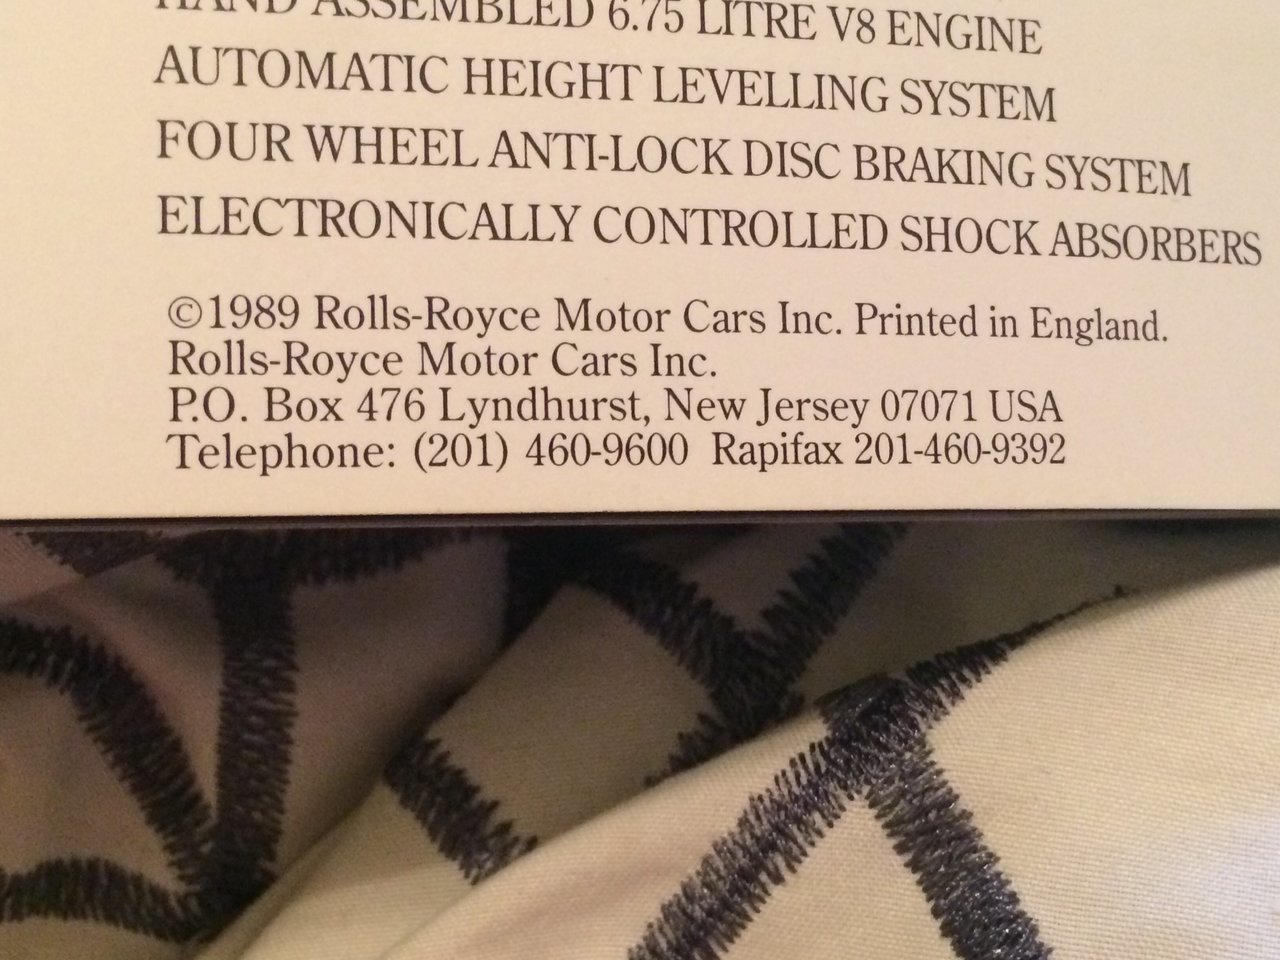 HAND ASSEMBLED 6.75 LITRE V8 ENGINE
AUTOMATIC HEIGHT LEVELLING SYSTEM
FOUR WHEEL ANTI-LOCK DISC BRAKING SYSTEM
ELECTRONICALLY CONTROLLED SHOCK ABSORBERS
©1989 Rolls-Royce Motor Cars Inc. Printed in England.
Rolls-Royce Motor Cars Inc.
P.O. Box 476 Lyndhurst, New Jersey 07071 USA
Telephone: (201) 460-9600 Rapifax 201-460-9392